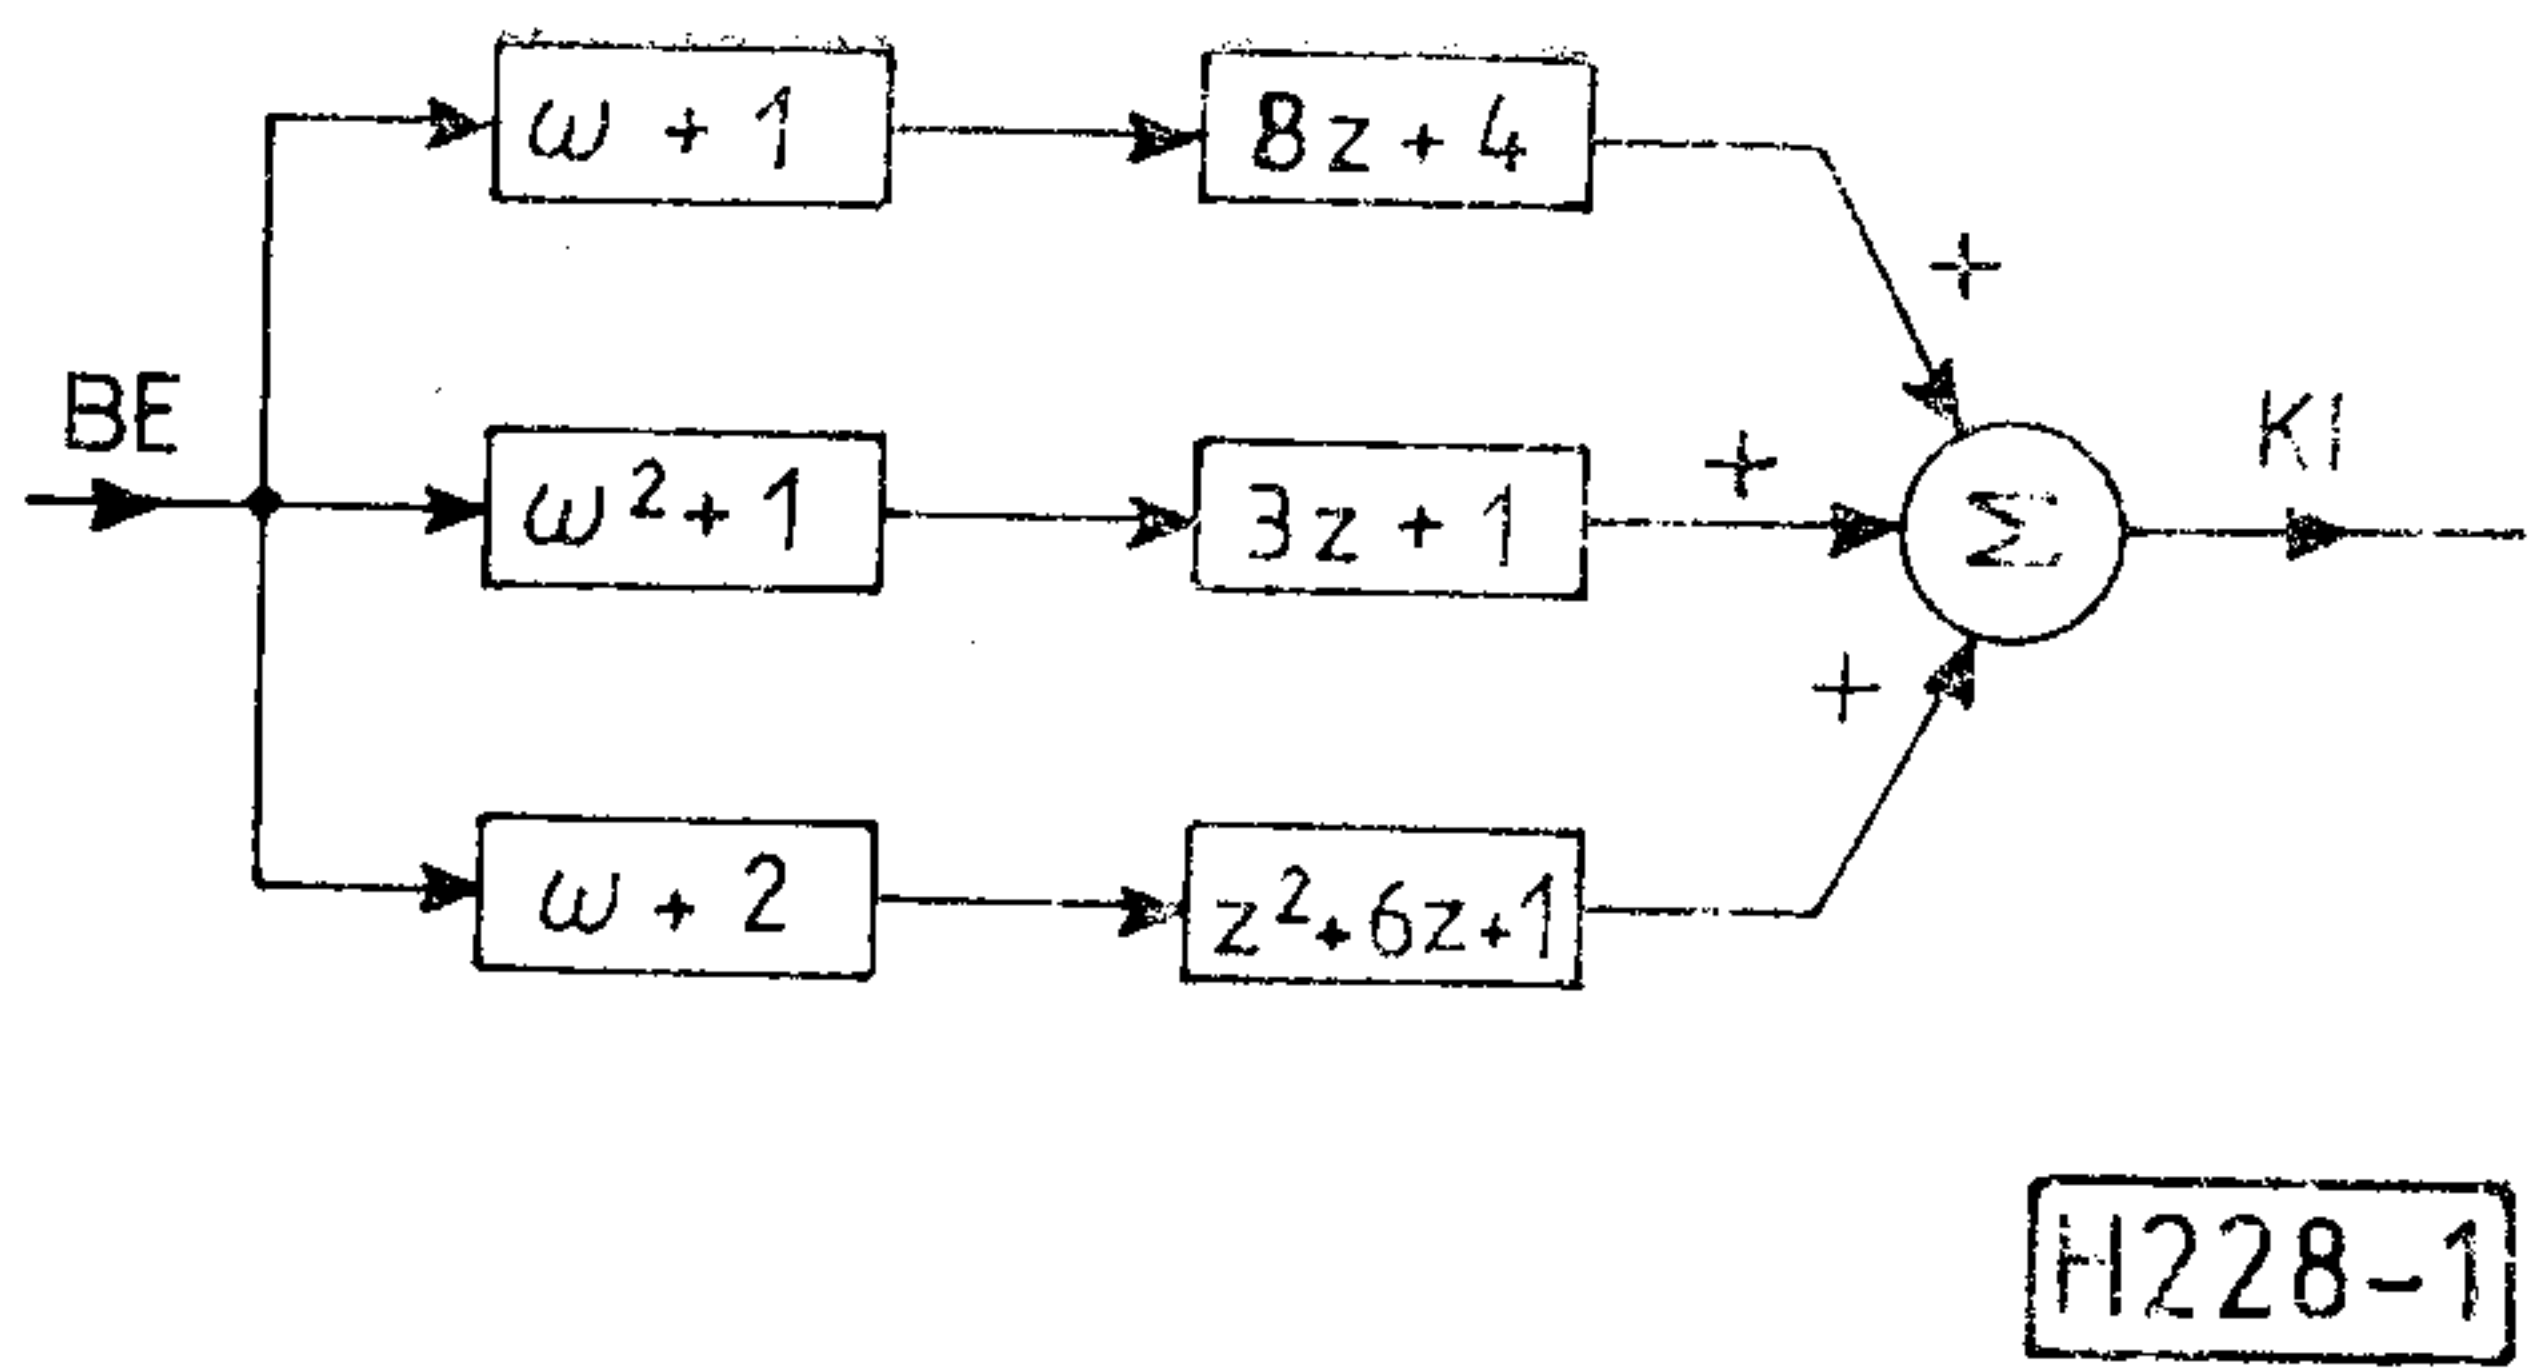 ω + 1
8z + 4
+
BE
ω² + 1
3z + 1
+
Σ
KI
+
ω + 2
z² + 6z + 1
H228-1